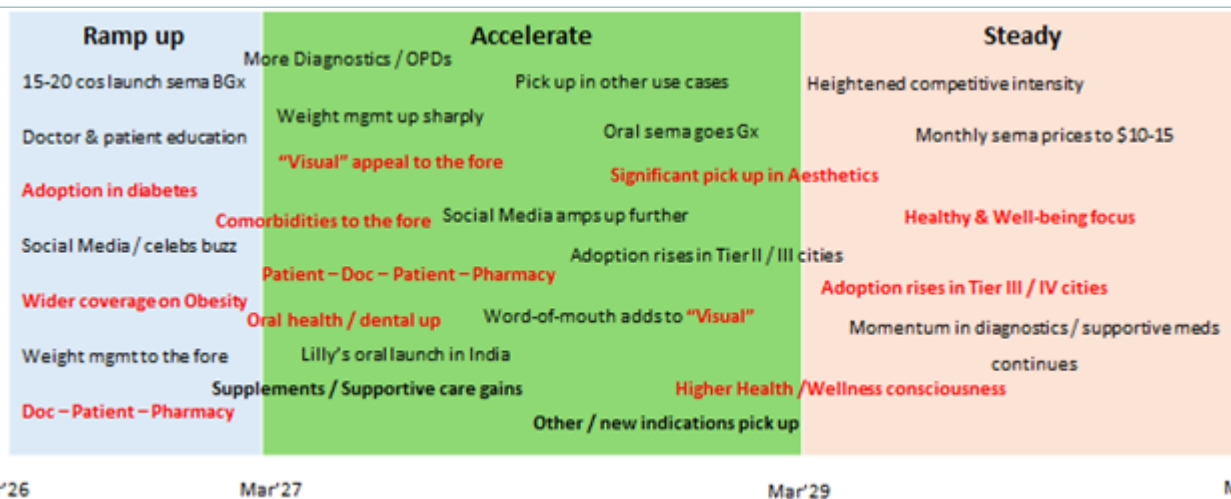 Ramp up
15-20 cos launch sema BGx
Doctor & patient education
Adoption in diabetes
Social Media / celebs buzz
Wider coverage on Obesity
Weight mgmt to the fore
Doc – Patient – Pharmacy
Accelerate
More Diagnostics / OPDs
Pick up in other use cases
Weight mgmt up sharply
Oral sema goes Gx
“Visual” appeal to the fore
Significant pick up in Aesthetics
Comorbidities to the fore
Social Media amps up further
Adoption rises in Tier II / III cities
Patient – Doc – Patient – Pharmacy
Oral health / dental up
Word-of-mouth adds to “Visual”
Lilly’s oral launch in India
Supplements / Supportive care gains
Higher Health /Wellness consciousness
Other / new indications pick up
Steady
Heightened competitive intensity
Monthly sema prices to $10-15
Healthy & Well-being focus
Adoption rises in Tier III / IV cities
Momentum in diagnostics / supportive meds
continues
’26
Mar’27
Mar’29